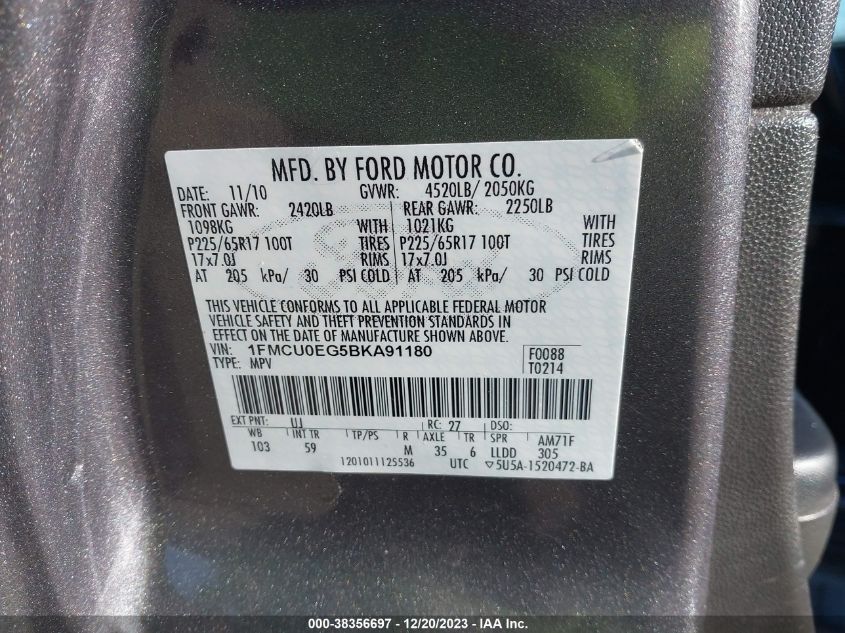 MFD. BY FORD MOTOR CO.
DATE: 11/10 GVWR: 4520LB/ 2050KG
FRONT GAWR: 2420LB REAR GAWR: 2250LB
1098KG WITH 1021KG WITH
P225/65R17 100T TIRES P225/65R17 100T TIRES
17x7.0J RIMS 17x7.0J RIMS
AT 205 kPa/ 30 PSI COLD AT 205 kPa/ 30 PSI COLD
THIS VEHICLE CONFORMS TO ALL APPLICABLE FEDERAL MOTOR
VEHICLE SAFETY AND THEFT PREVENTION STANDARDS IN
EFFECT ON THE DATE OF MANUFACTURE SHOWN ABOVE.
VIN: 1FMCU0EG5BKA91180 F0088
TYPE: MPV T0214
EXT PNT: UJ RC: 27 DSO:
WB INT TR TP/PS R AXLE TR SPR AM71F
103 59 M 35 6 LLDD 305
1201011125536 UTC ▽5U5A-1520472-BA
000-38356697 - 12/20/2023 - IAA Inc.